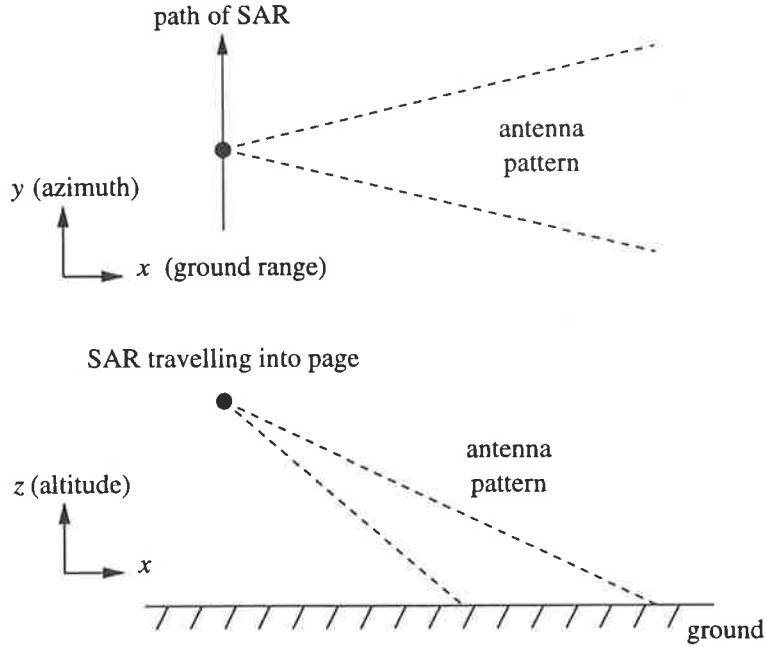 path of SAR
antenna
pattern
y (azimuth)
x (ground range)
SAR travelling into page
antenna
pattern
z (altitude)
x
ground